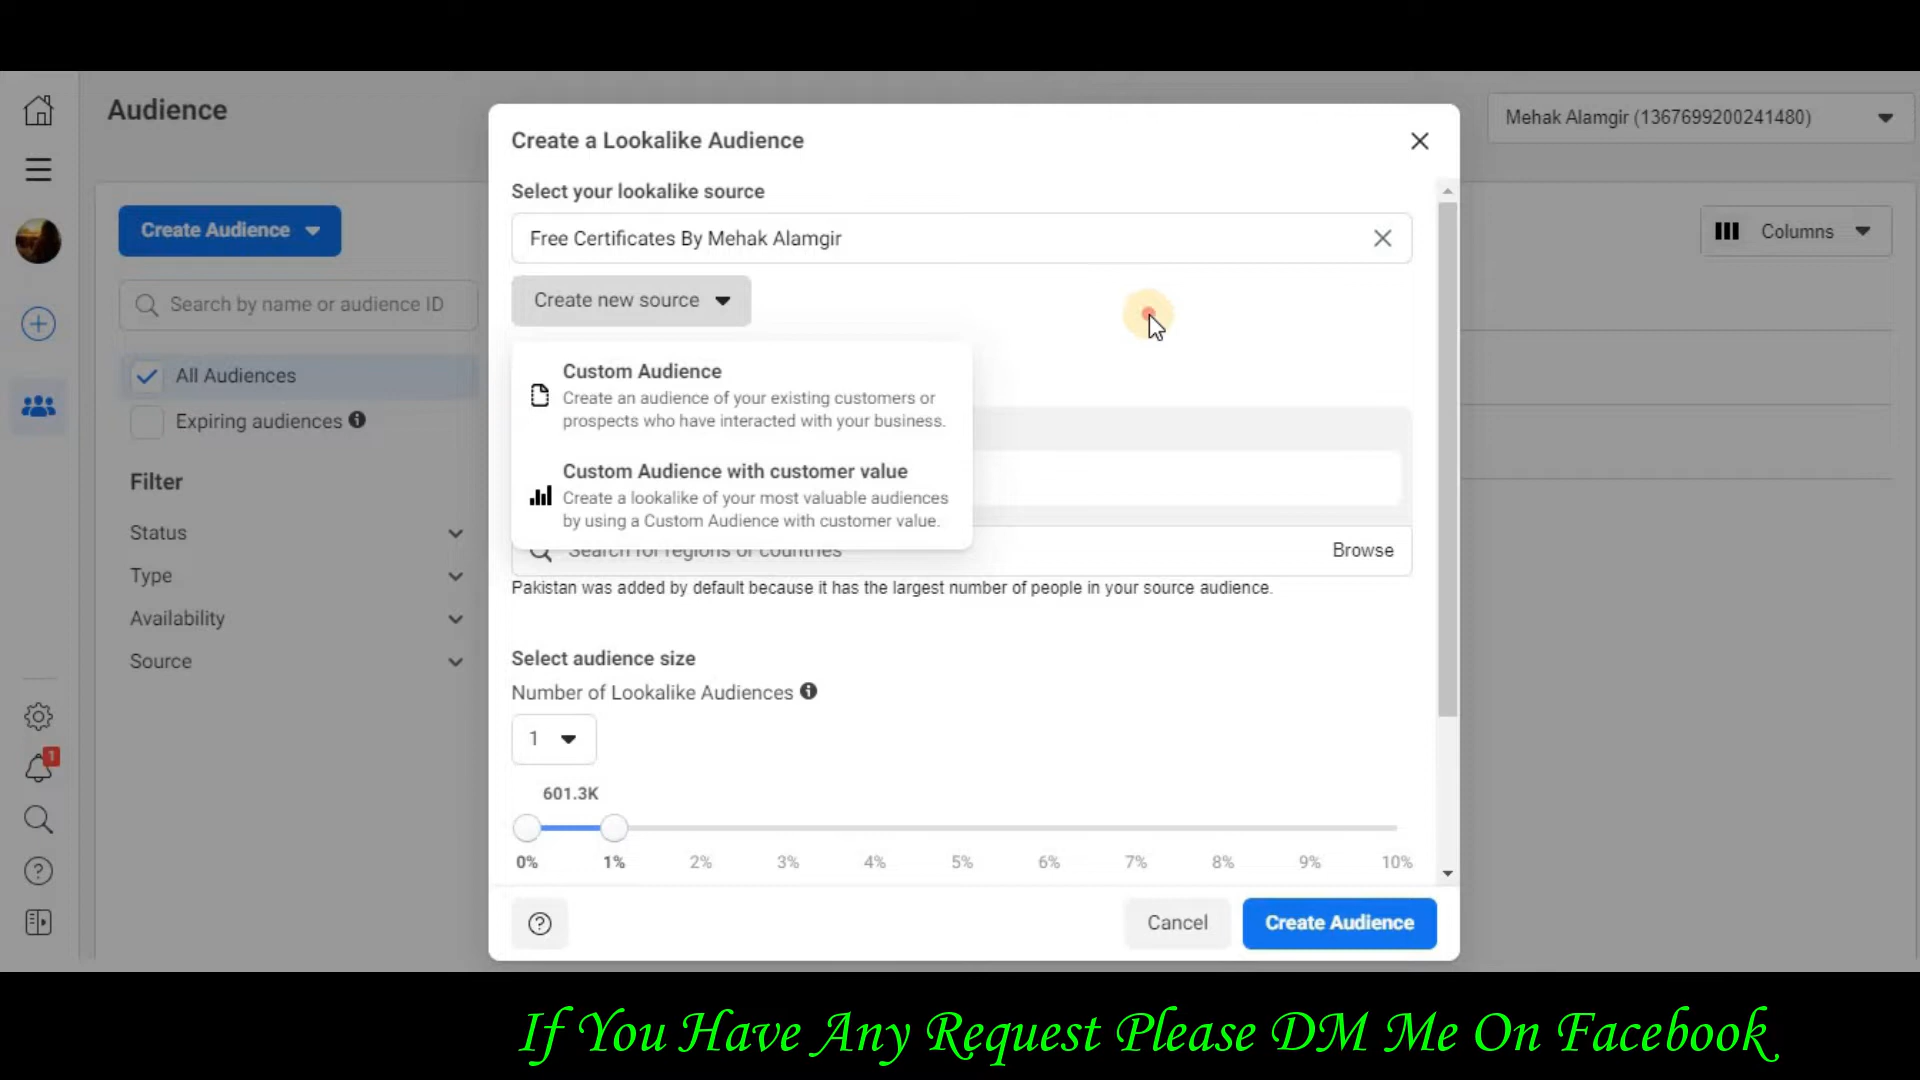 Audience
Mehak Alamgir (1367699200241480)
Create Audience
Search by name or audience ID
All Audiences
Expiring audiences
Filter
Status
Type
Availability
Source
1
Columns
Create a Lookalike Audience
Select your lookalike source
Free Certificates By Mehak Alamgir
Create new source
Custom Audience
Create an audience of your existing customers or
prospects who have interacted with your business.
Custom Audience with customer value
Create a lookalike of your most valuable audiences
by using a Custom Audience with customer value.
Search for regions or countries
Browse
Pakistan was added by default because it has the largest number of people in your source audience.
Select audience size
Number of Lookalike Audiences
1
601.3K
0% 1% 2% 3% 4% 5% 6% 7% 8% 9% 10%
Cancel
Create Audience
If You Have Any Request Please DM Me On Facebook